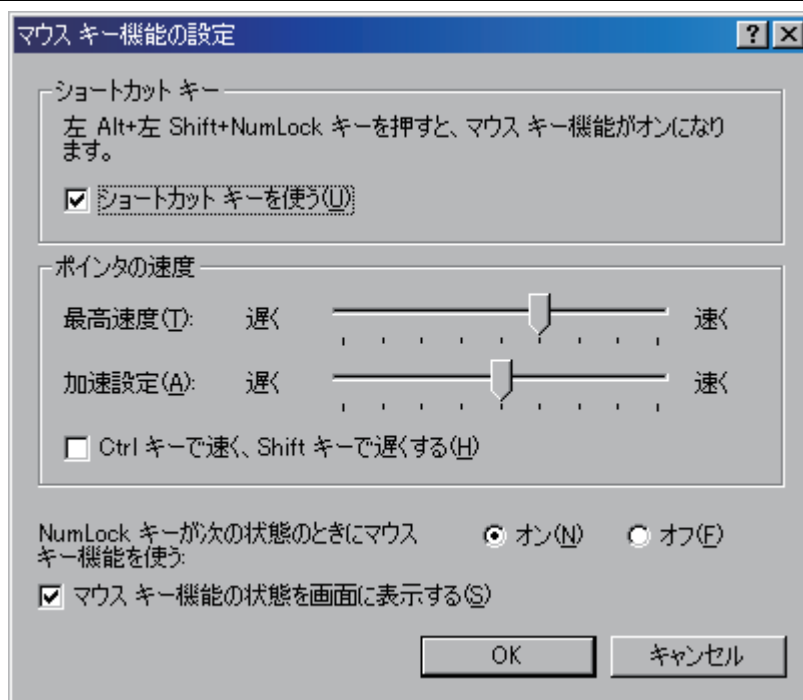 マウス キー機能の設定
ショートカット キー
左 Alt+左 Shift+NumLock キーを押すと、マウス キー機能がオンになり
ます。
ショートカット キーを使う(U)
ポインタの速度
最高速度(T): 遅く 速く
加速設定(A): 遅く 速く
Ctrl キーで速く、Shift キーで遅くする(H)
NumLock キーが次の状態のときにマウス オン(N) オフ(F)
キー機能を使う:
マウス キー機能の状態を画面に表示する(S)
OK キャンセル